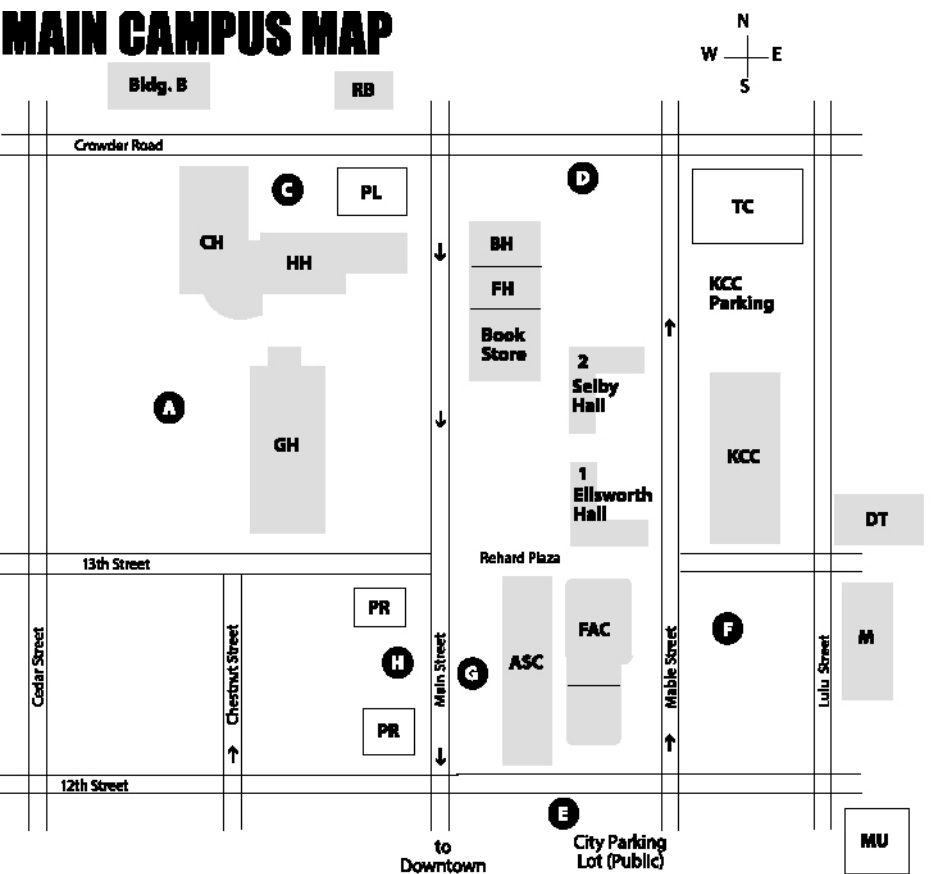 MAIN CAMPUS MAP
N
W E
S
Bldg. B
RB
Crowder Road
C
PL
D
TC
CH
HH
BH
FH
Book
Store
KCC
Parking
2
Selby
Hall
A
GH
KCC
1
Ellsworth
Hall
DT
Rehard Plaza
13th Street
PR
FAC
F
M
H
G
ASC
Cedar Street
Chestnut Street
Main Street
Mable Street
Lulu Street
PR
12th Street
E
City Parking
Lot (Public)
MU
to
Downtown